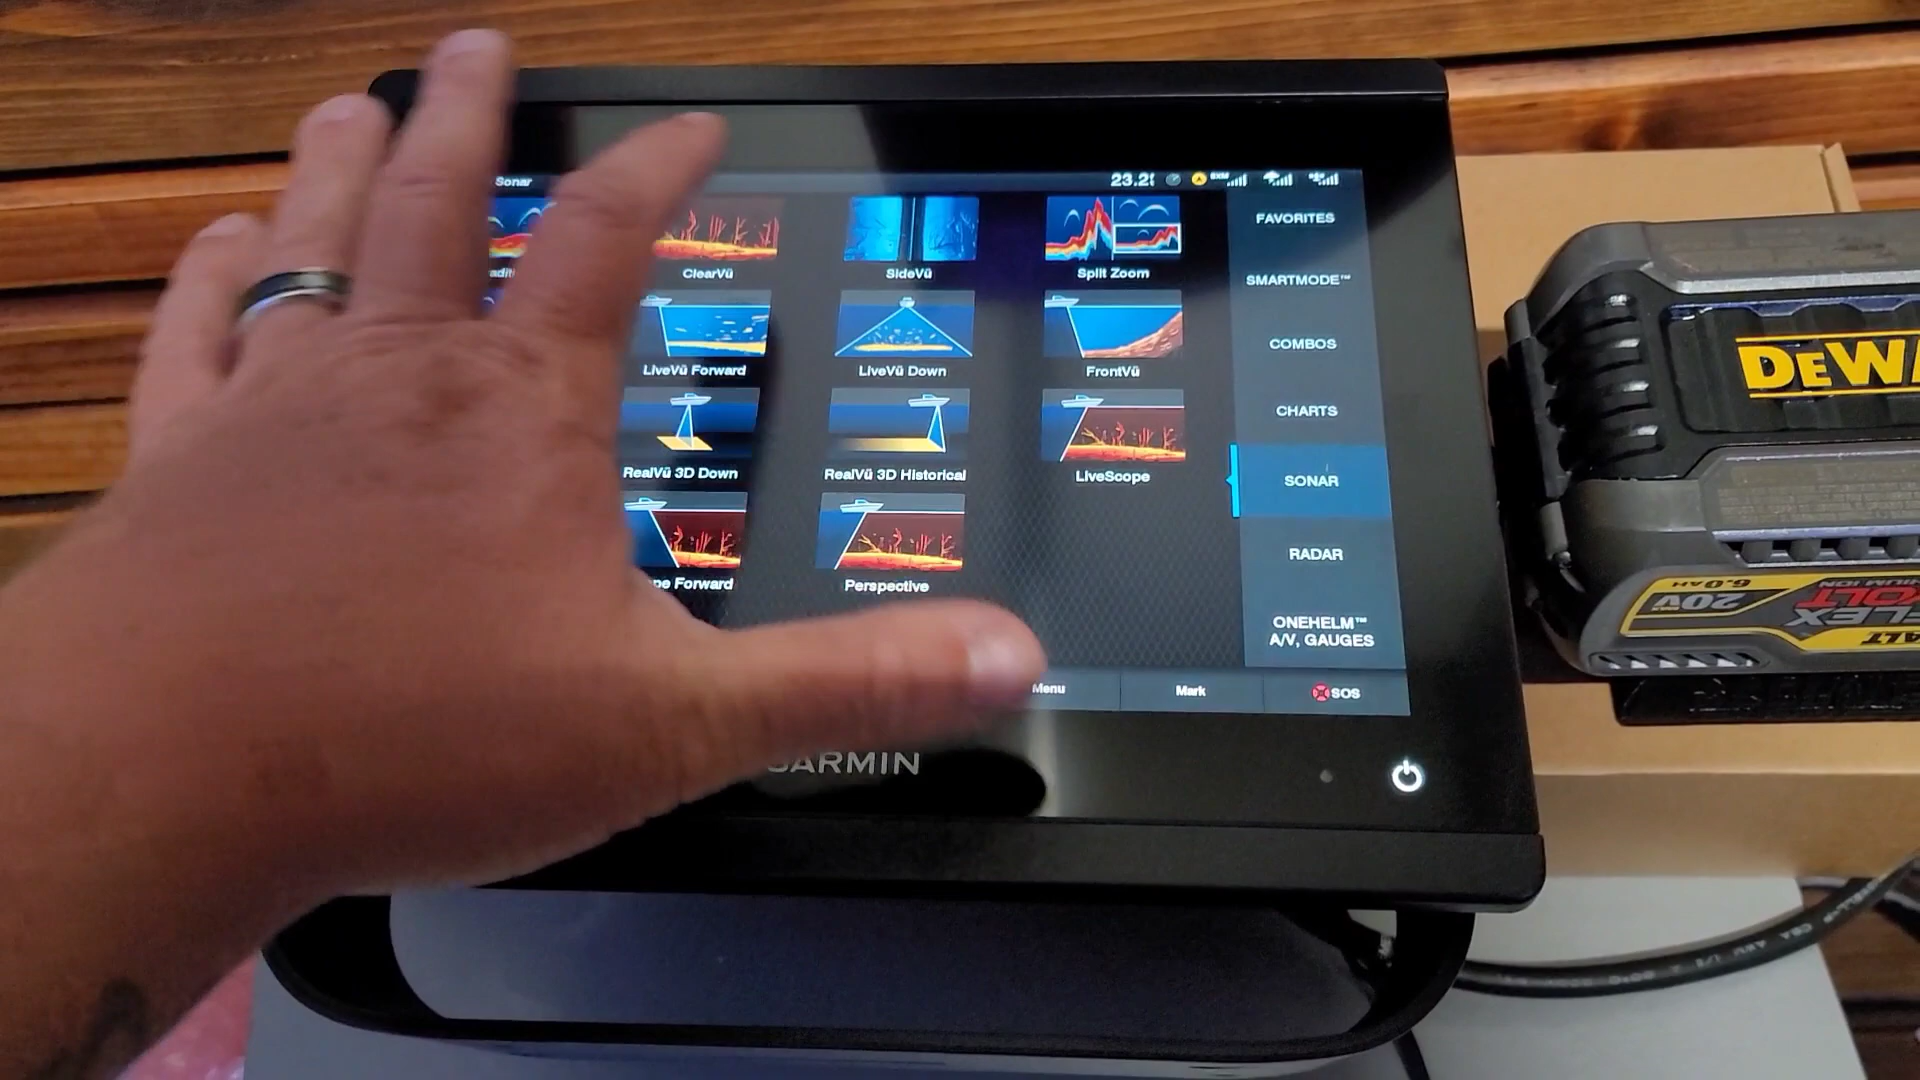 Sonar
23.2
SXM
FAVORITES
ClearVü
SideVü
Split Zoom
SMARTMODE™
COMBOS
LiveVü Forward
LiveVü Down
FrontVü
CHARTS
RealVü 3D Down
RealVü 3D Historical
LiveScope
SONAR
RADAR
Forward
Perspective
ONEHELM™
A/V, GAUGES
Menu
Mark
SOS
GARMIN
DEWA
6.0AH
20V